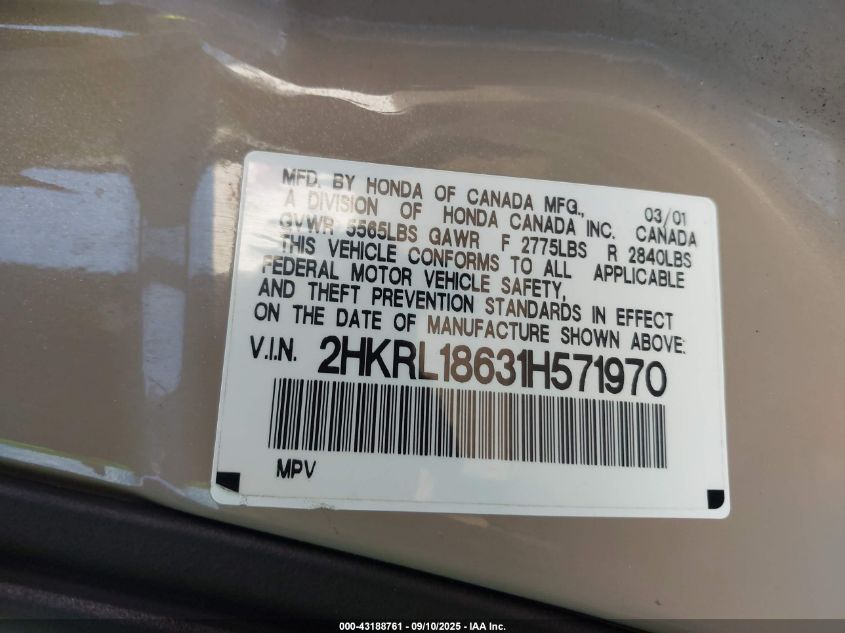 MFD. BY HONDA OF CANADA MFG., 03/01
A DIVISION OF HONDA CANADA INC. CANADA
GVWR 5565LBS GAWR F 2775LBS R 2840LBS
THIS VEHICLE CONFORMS TO ALL APPLICABLE
FEDERAL MOTOR VEHICLE SAFETY,
AND THEFT PREVENTION STANDARDS IN EFFECT
ON THE DATE OF MANUFACTURE SHOWN ABOVE:
V.I.N. 2HKRL18631H571970
MPV
000-43188761 - 09/10/2025 - IAA Inc.